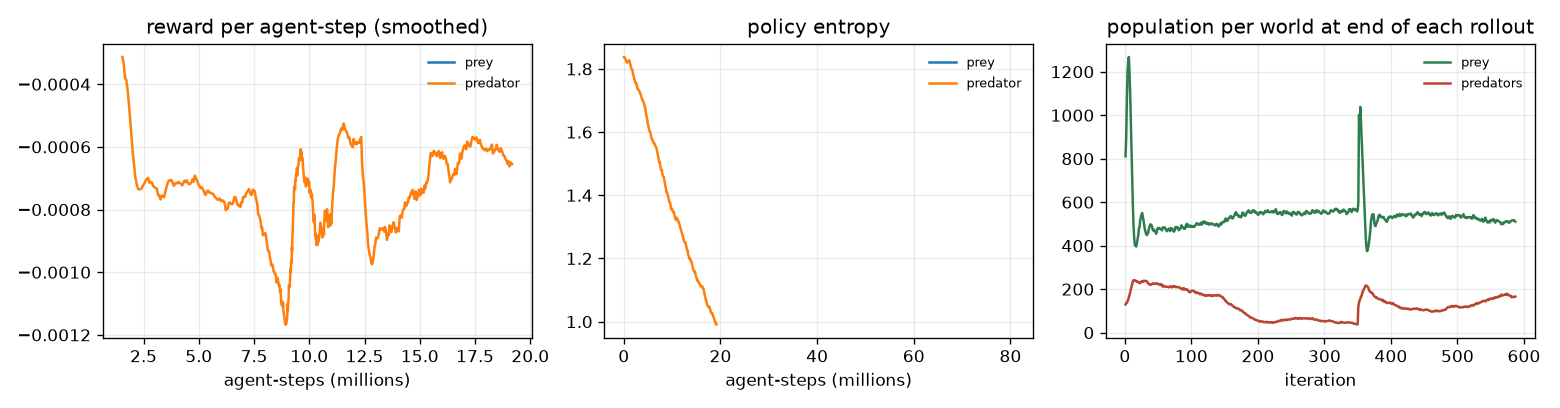 reward per agent-step (smoothed)
prey
predator
−0.0004
−0.0006
−0.0008
−0.0010
−0.0012
2.5 5.0 7.5 10.0 12.5 15.0 17.5 20.0
agent-steps (millions)
policy entropy
prey
predator
1.8
1.6
1.4
1.2
1.0
0 20 40 60 80
agent-steps (millions)
population per world at end of each rollout
prey
predators
1200
1000
800
600
400
200
0
0 100 200 300 400 500 600
iteration